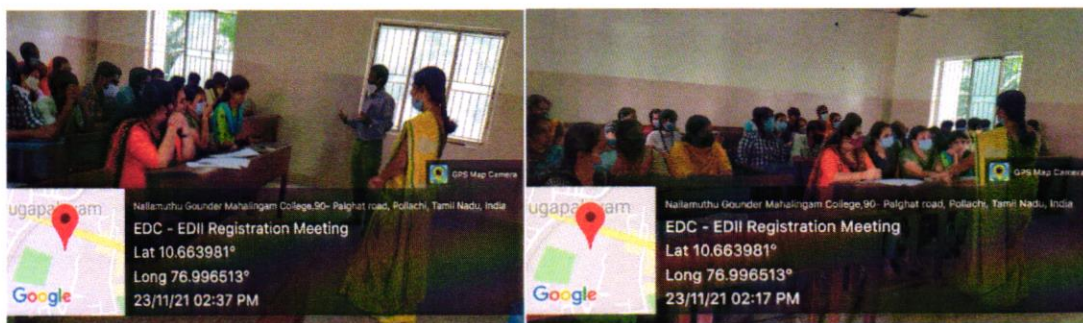 GPS Map Camera
ugapalayam
Google
Nallamuthu Gounder Mahalingam College,90- Palghat road, Pollachi, Tamil Nadu, India
EDC - EDII Registration Meeting
Lat 10.663981°
Long 76.996513°
23/11/21 02:37 PM
GPS Map Camera
ugapalayam
Google
Nallamuthu Gounder Mahalingam College,90- Palghat road, Pollachi, Tamil Nadu, India
EDC - EDII Registration Meeting
Lat 10.663981°
Long 76.996513°
23/11/21 02:17 PM